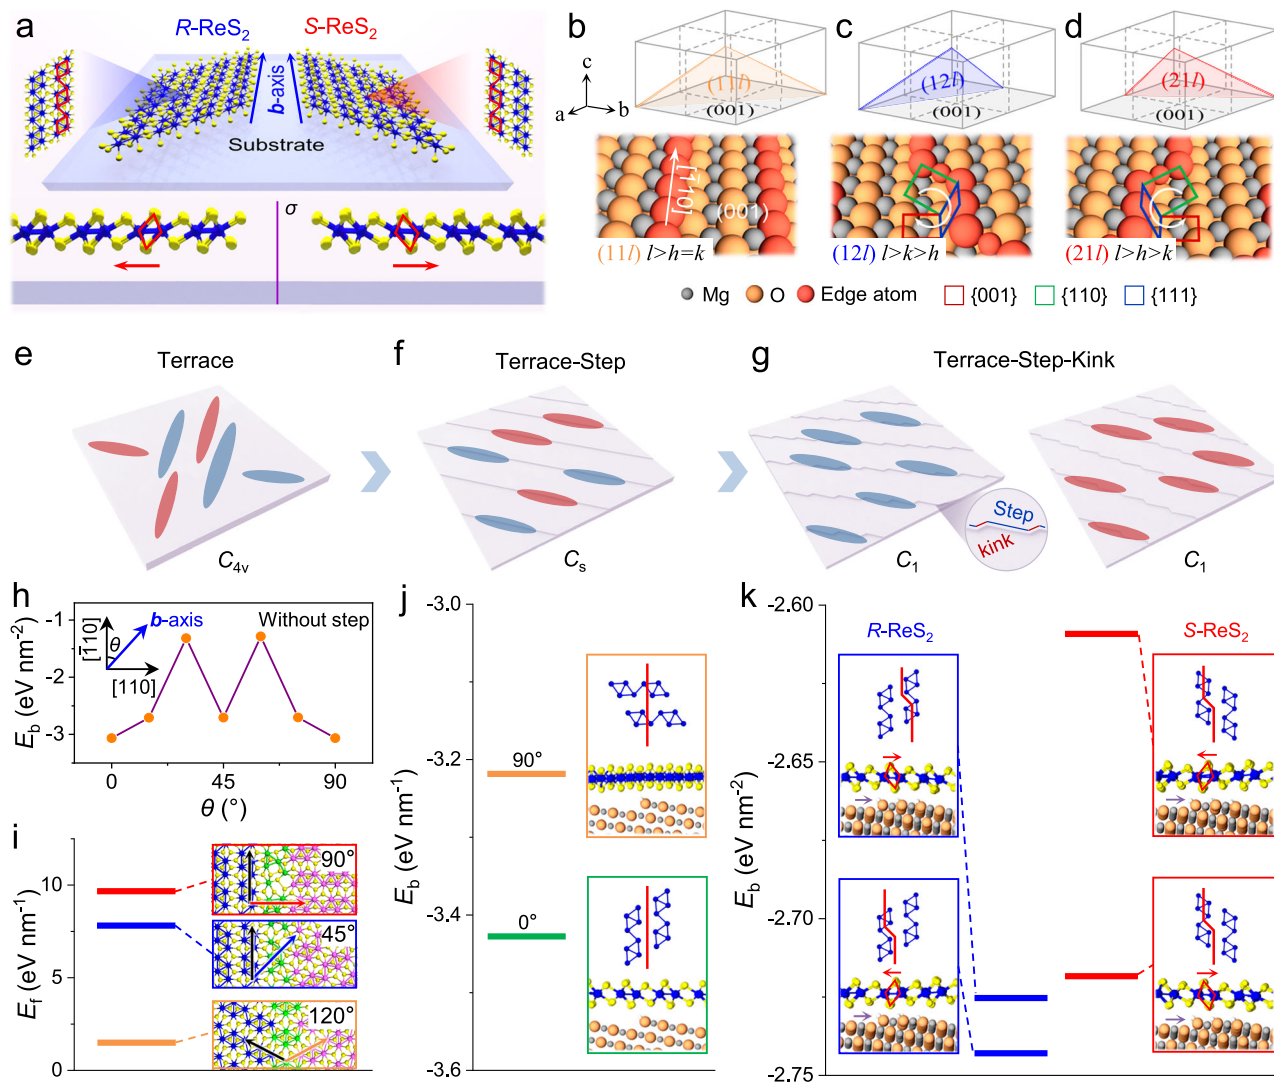 a
R-ReS2
S-ReS2
b-axis
Substrate
σ
b
c
a
b
(11l)
(001)
[1̄10]
(001)
(11l) l>h=k
c
(12l)
(001)
(12l) l>k>h
d
(21l)
(001)
(21l) l>h>k
Mg
O
Edge atom
{001}
{110}
{111}
e
Terrace
C4v
f
Terrace-Step
Cs
g
Terrace-Step-Kink
Step
kink
C1
C1
h
Eb (eV nm-2)
-1
-2
-3
[1̄10]
b-axis
θ
[110]
Without step
0
45
90
θ (°)
i
Ef (eV nm-1)
10
5
0
90°
45°
120°
j
Eb (eV nm-1)
-3.0
-3.2
-3.4
-3.6
90°
0°
k
Eb (eV nm-2)
-2.60
-2.65
-2.70
-2.75
R-ReS2
S-ReS2